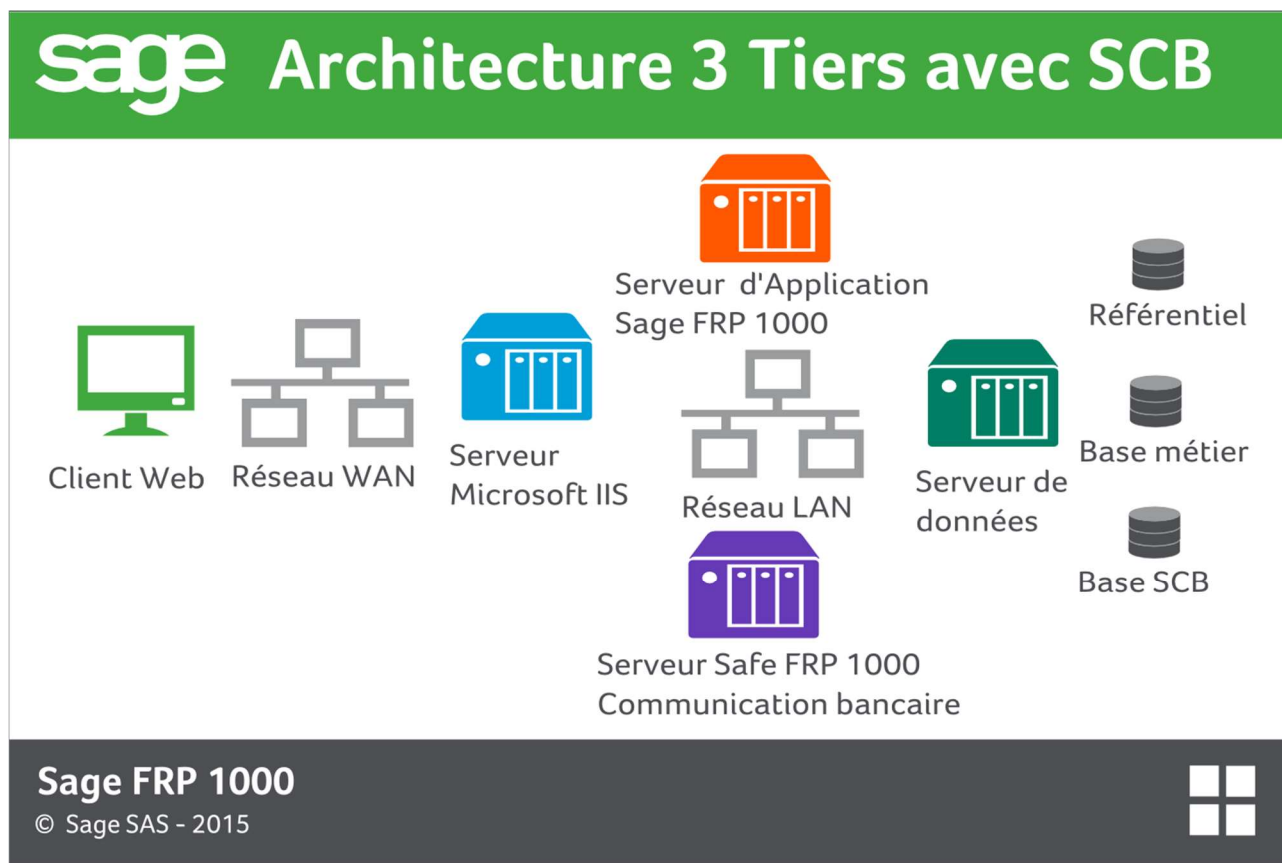 sage Architecture 3 Tiers avec SCB
Serveur d'Application
Sage FRP 1000
Référentiel
Client Web
Réseau WAN
Serveur
Microsoft IIS
Réseau LAN
Serveur de
données
Base métier
Base SCB
Serveur Safe FRP 1000
Communication bancaire
Sage FRP 1000
© Sage SAS - 2015